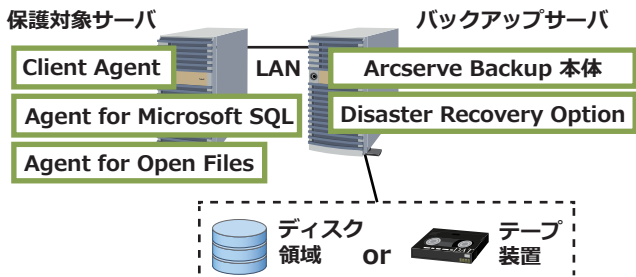 保護対象サーバ
バックアップサーバ
Client Agent
LAN
Arcserve Backup 本体
Agent for Microsoft SQL
Disaster Recovery Option
Agent for Open Files
ディスク
領域
or
テープ
装置